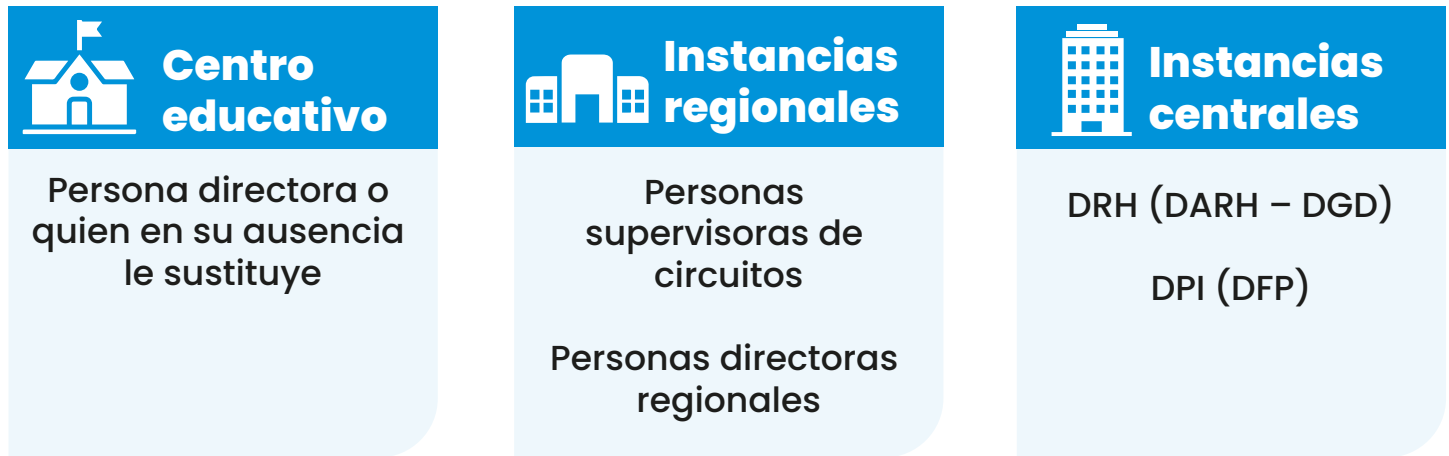 Centro
educativo
Persona directora o
quien en su ausencia
le sustituye
Instancias
regionales
Personas
supervisoras de
circuitos
Personas directoras
regionales
Instancias
centrales
DRH (DARH – DGD)
DPI (DFP)